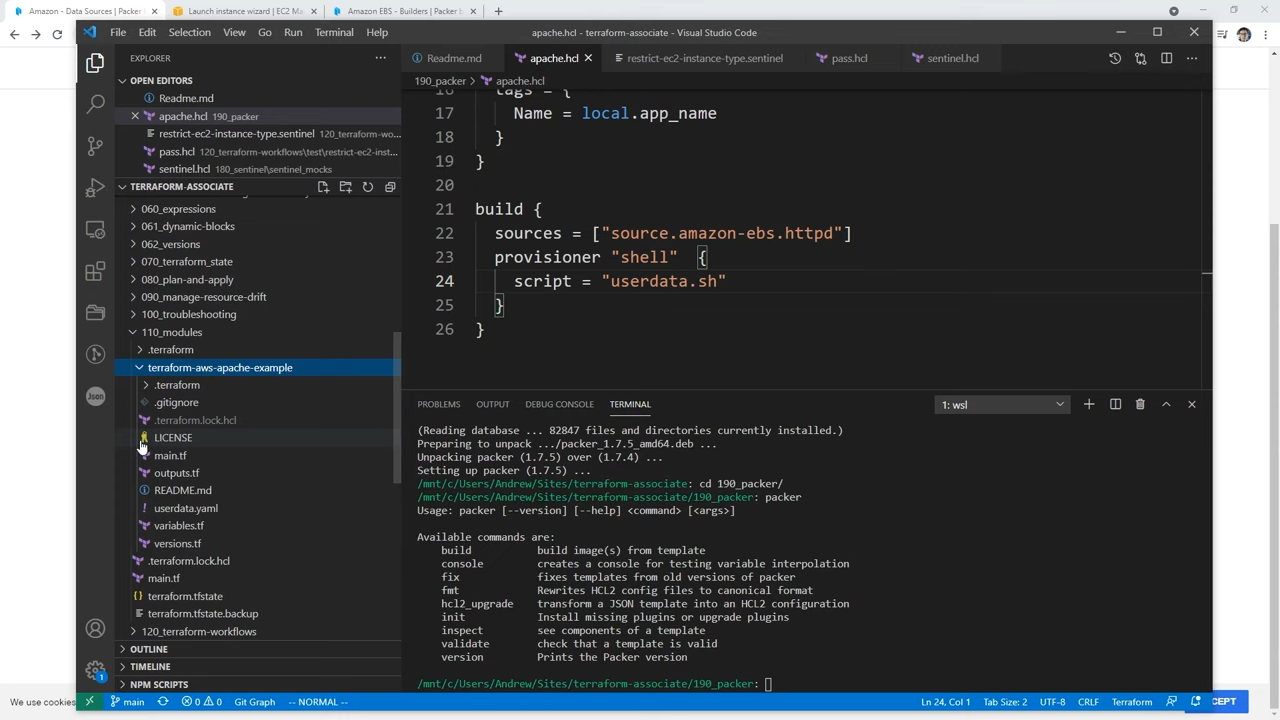 Amazon - Data Sources | Packer
Launch instance wizard | EC2 Ma
Amazon EBS - Builders | Packer b
File Edit Selection View Go Run Terminal Help
apache.hcl - terraform-associate - Visual Studio Code
EXPLORER
OPEN EDITORS
Readme.md
apache.hcl 190_packer
restrict-ec2-instance-type.sentinel 120_terraform-wo...
pass.hcl 120_terraform-workflows\test\restrict-ec2-inst...
sentinel.hcl 180_sentinel\sentinel_mocks
TERRAFORM-ASSOCIATE
060_expressions
061_dynamic-blocks
062_versions
070_terraform_state
080_plan-and-apply
090_manage-resource-drift
100_troubleshooting
110_modules
.terraform
terraform-aws-apache-example
.terraform
.gitignore
.terraform.lock.hcl
LICENSE
main.tf
outputs.tf
README.md
userdata.yaml
variables.tf
versions.tf
.terraform.lock.hcl
main.tf
terraform.tfstate
terraform.tfstate.backup
120_terraform-workflows
OUTLINE
TIMELINE
NPM SCRIPTS
Json
1
Readme.md
apache.hcl
restrict-ec2-instance-type.sentinel
pass.hcl
sentinel.hcl
190_packer > apache.hcl
16 tags = {
17 Name = local.app_name
18 }
19 }
20
21 build {
22 sources = ["source.amazon-ebs.httpd"]
23 provisioner "shell" {
24 script = "userdata.sh"
25 }
26 }
PROBLEMS OUTPUT DEBUG CONSOLE TERMINAL
1: wsl
(Reading database ... 82847 files and directories currently installed.)
Preparing to unpack .../packer_1.7.5_amd64.deb ...
Unpacking packer (1.7.5) over (1.7.4) ...
Setting up packer (1.7.5) ...
/mnt/c/Users/Andrew/Sites/terraform-associate: cd 190_packer/
/mnt/c/Users/Andrew/Sites/terraform-associate/190_packer: packer
Usage: packer [--version] [--help] <command> [<args>]
Available commands are:
build build image(s) from template
console creates a console for testing variable interpolation
fix fixes templates from old versions of packer
fmt Rewrites HCL2 config files to canonical format
hcl2_upgrade transform a JSON template into an HCL2 configuration
init Install missing plugins or upgrade plugins
inspect see components of a template
validate check that a template is valid
version Prints the Packer version
/mnt/c/Users/Andrew/Sites/terraform-associate/190_packer:
We use cookies
main
0 0
Git Graph
-- NORMAL --
Ln 24, Col 1
Tab Size: 2
UTF-8
CRLF
Terraform
CEPT